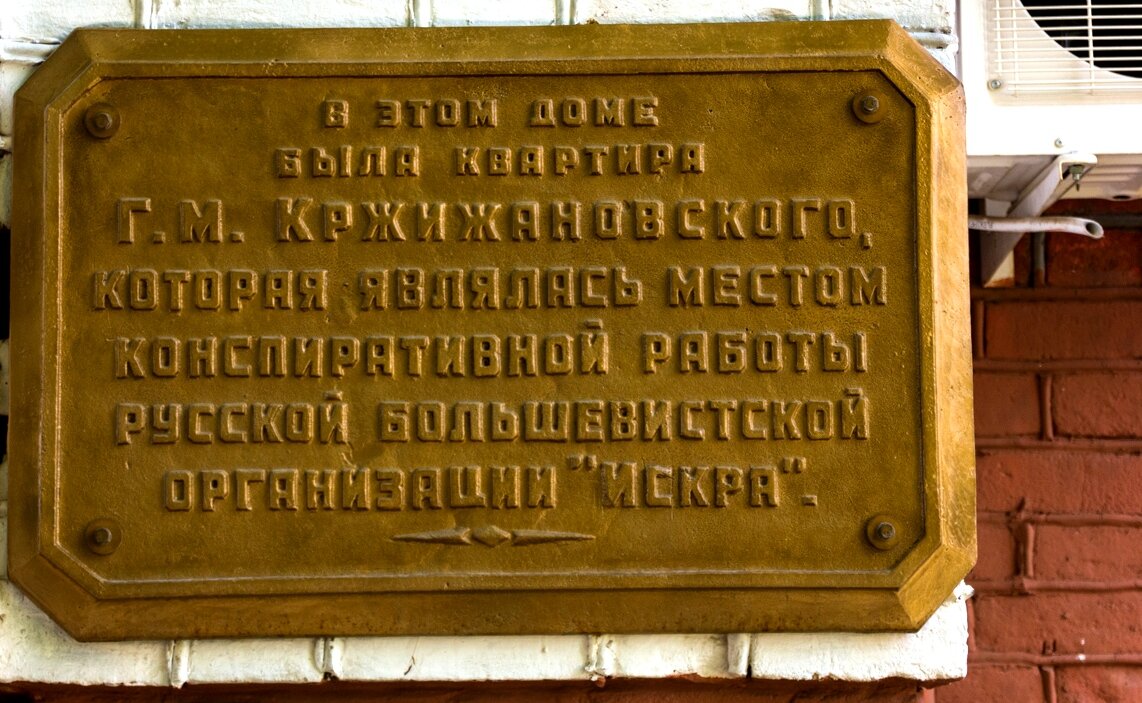 В ЭТОМ ДОМЕ
БЫЛА КВАРТИРА
Г.М. КРЖИЖАНОВСКОГО,
КОТОРАЯ ЯВЛЯЛАСЬ МЕСТОМ
КОНСПИРАТИВНОЙ РАБОТЫ
РУССКОЙ БОЛЬШЕВИСТСКОЙ
ОРГАНИЗАЦИИ "ИСКРА".